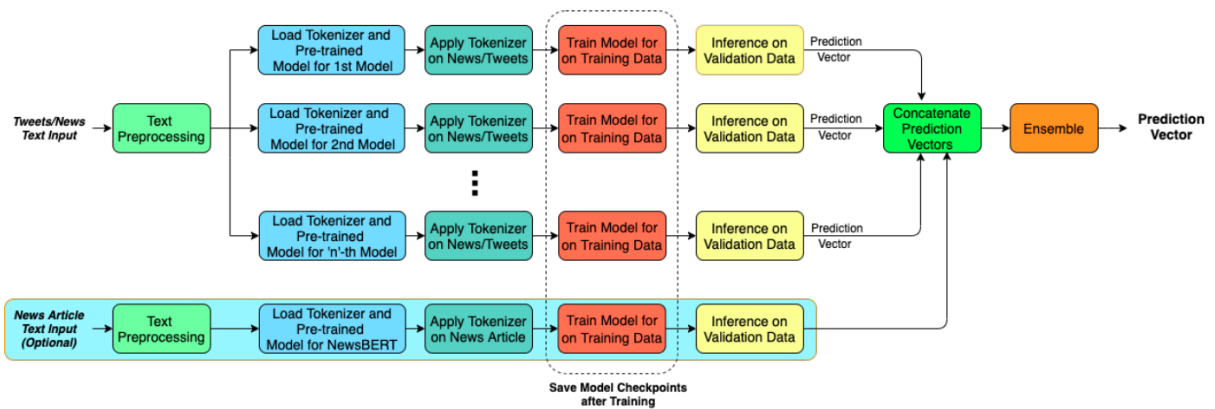 Tweets/News
Text Input
Text
Preprocessing
Load Tokenizer and
Pre-trained
Model for 1st Model
Apply Tokenizer
on News/Tweets
Train Model for
on Training Data
Inference on
Validation Data
Prediction
Vector
Load Tokenizer and
Pre-trained
Model for 2nd Model
Apply Tokenizer
on News/Tweets
Train Model for
on Training Data
Inference on
Validation Data
Prediction
Vector
Load Tokenizer and
Pre-trained
Model for 'n'-th Model
Apply Tokenizer
on News/Tweets
Train Model for
on Training Data
Inference on
Validation Data
Prediction
Vector
Concatenate
Prediction
Vectors
Ensemble
Prediction
Vector
News Article
Text Input
(Optional)
Text
Preprocessing
Load Tokenizer and
Pre-trained
Model for NewsBERT
Apply Tokenizer
on News Article
Train Model for
on Training Data
Inference on
Validation Data
Save Model Checkpoints
after Training